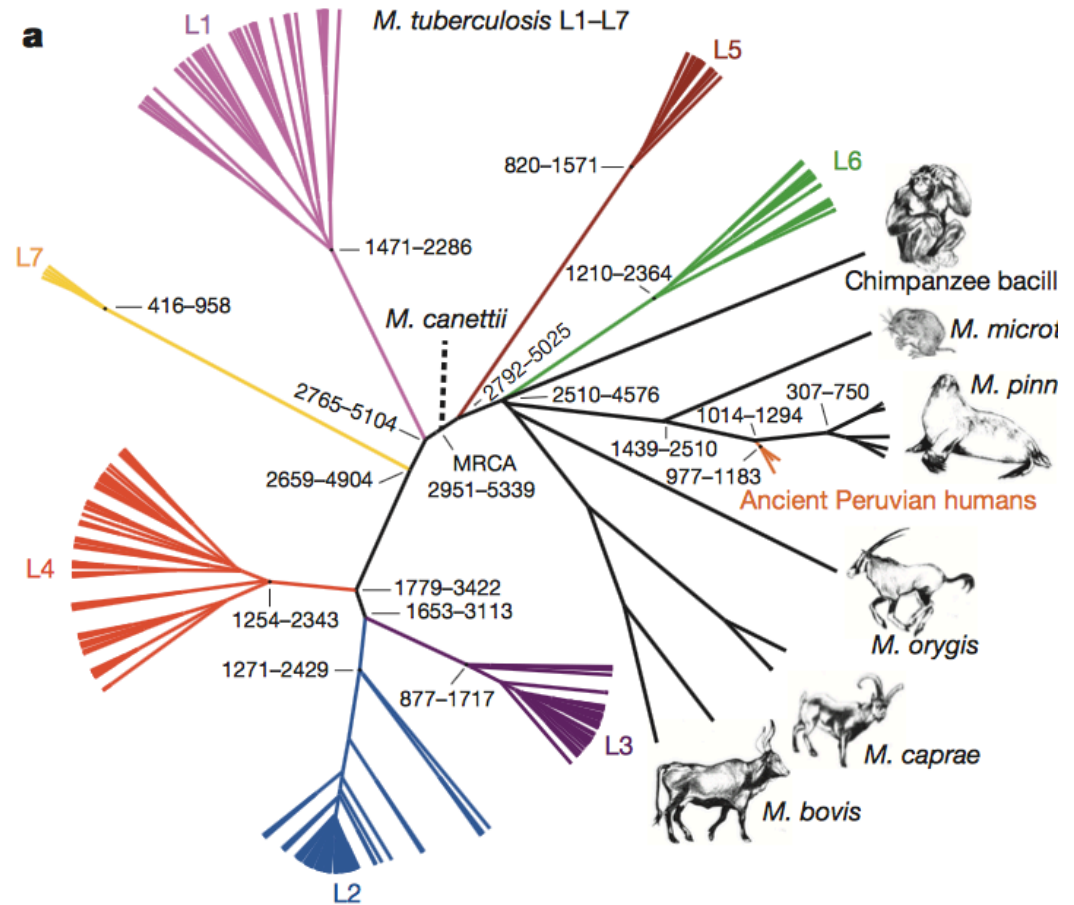 a
M. tuberculosis L1–L7
L1
L5
820–1571
L6
1471–2286
1210–2364
Chimpanzee bacill
L7
416–958
M. canettii
M. microt
2792–5025
2765–5104
2510–4576
307–750
M. pinn
1014–1294
1439–2510
MRCA
2951–5339
2659–4904
977–1183
Ancient Peruvian humans
L4
1779–3422
1653–3113
1254–2343
M. orygis
1271–2429
877–1717
L3
M. caprae
M. bovis
L2